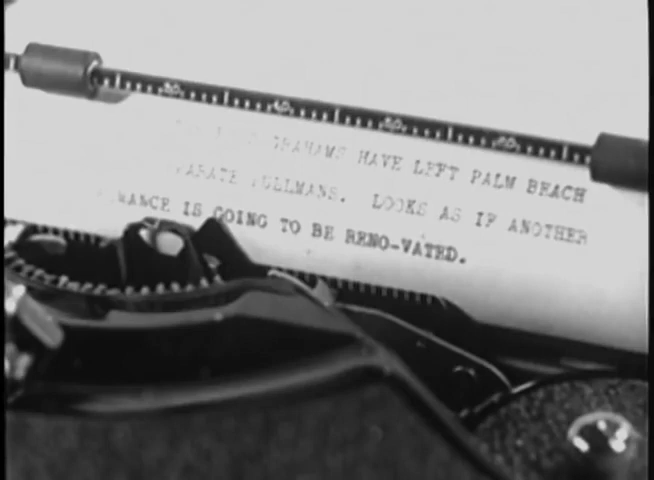 GRAHAMS HAVE LEFT PALM BEACH
PULLMANS. LOOKS AS IF ANOTHER
IS GOING TO BE RENO-VATED.